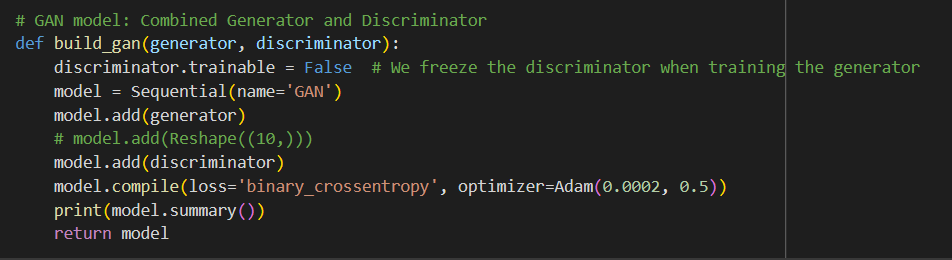 # GAN model: Combined Generator and Discriminator
def build_gan(generator, discriminator):
    discriminator.trainable = False  # We freeze the discriminator when training the generator
    model = Sequential(name='GAN')
    model.add(generator)
    # model.add(Reshape((10,)))
    model.add(discriminator)
    model.compile(loss='binary_crossentropy', optimizer=Adam(0.0002, 0.5))
    print(model.summary())
    return model